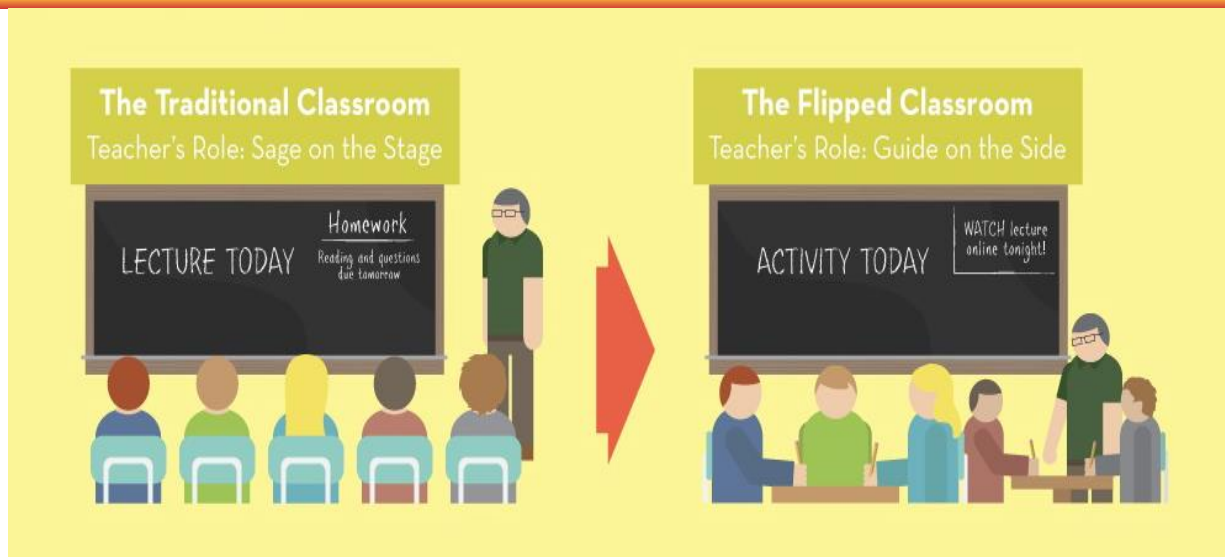 The Traditional Classroom
Teacher's Role: Sage on the Stage
LECTURE TODAY
Homework
Reading and questions
due tomorrow
The Flipped Classroom
Teacher's Role: Guide on the Side
ACTIVITY TODAY
WATCH lecture
online tonight!